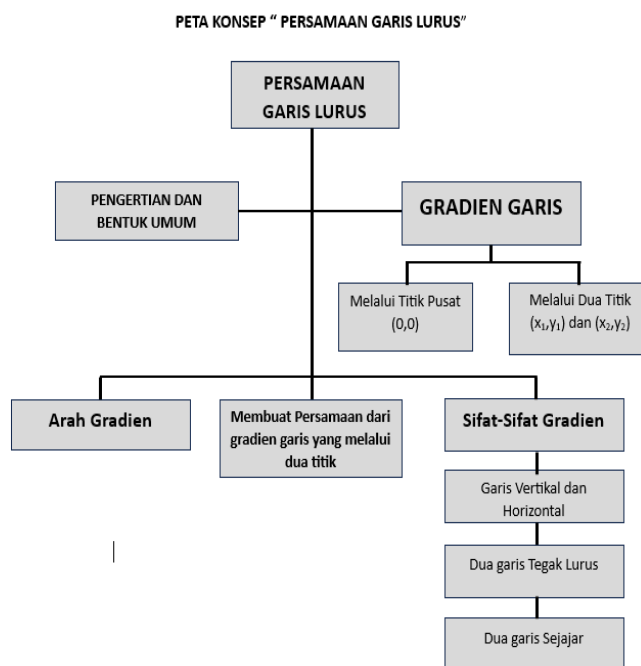 PETA KONSEP “ PERSAMAAN GARIS LURUS”
PERSAMAAN
GARIS LURUS
PENGERTIAN DAN
BENTUK UMUM
GRADIEN GARIS
Melalui Titik Pusat
(0,0)
Melalui Dua Titik
(x₁,y₁) dan (x₂,y₂)
Arah Gradien
Membuat Persamaan dari
gradien garis yang melalui
dua titik
Sifat-Sifat Gradien
Garis Vertikal dan
Horizontal
Dua garis Tegak Lurus
Dua garis Sejajar